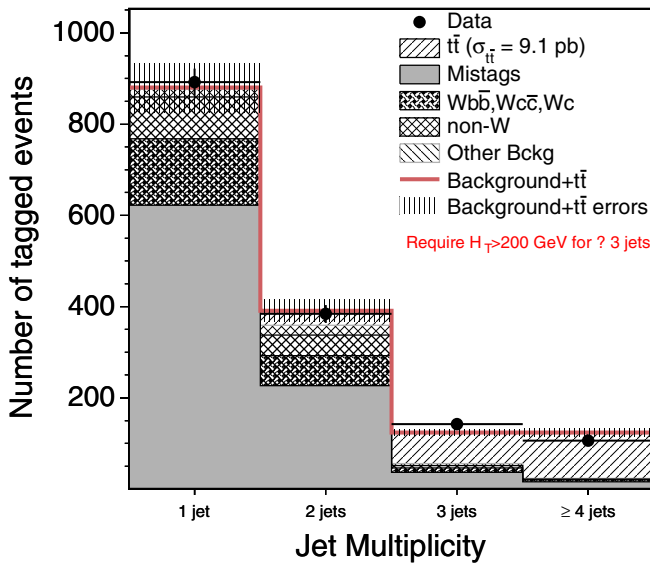 Number of tagged events
1000
800
600
400
200
Data
tt̄ (σtt̄ = 9.1 pb)
Mistags
Wbb̄,Wcc̄,Wc
non-W
Other Bckg
Background+tt̄
Background+tt̄ errors
Require HT>200 GeV for ? 3 jets
1 jet
2 jets
3 jets
≥ 4 jets
Jet Multiplicity